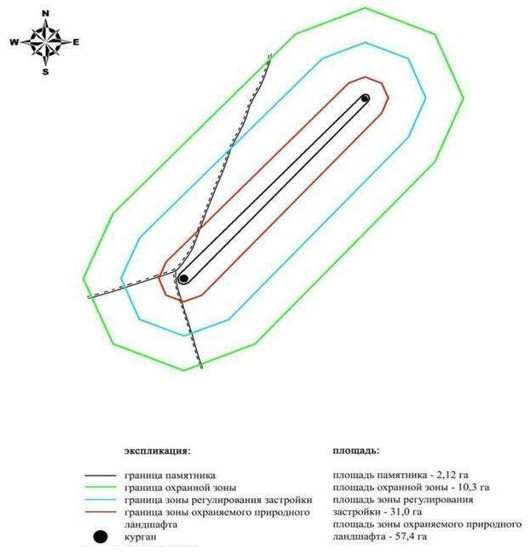 N
W E
S
экспликация:
граница памятника
граница охранной зоны
граница зоны регулирования застройки
граница зоны охраняемого природного
ландшафта
курган
площадь:
площадь памятника - 2,12 га
площадь охранной зоны - 10,3 га
площадь зоны регулирования
застройки - 31,0 га
площадь зоны охраняемого природного
ландшафта - 57,4 га